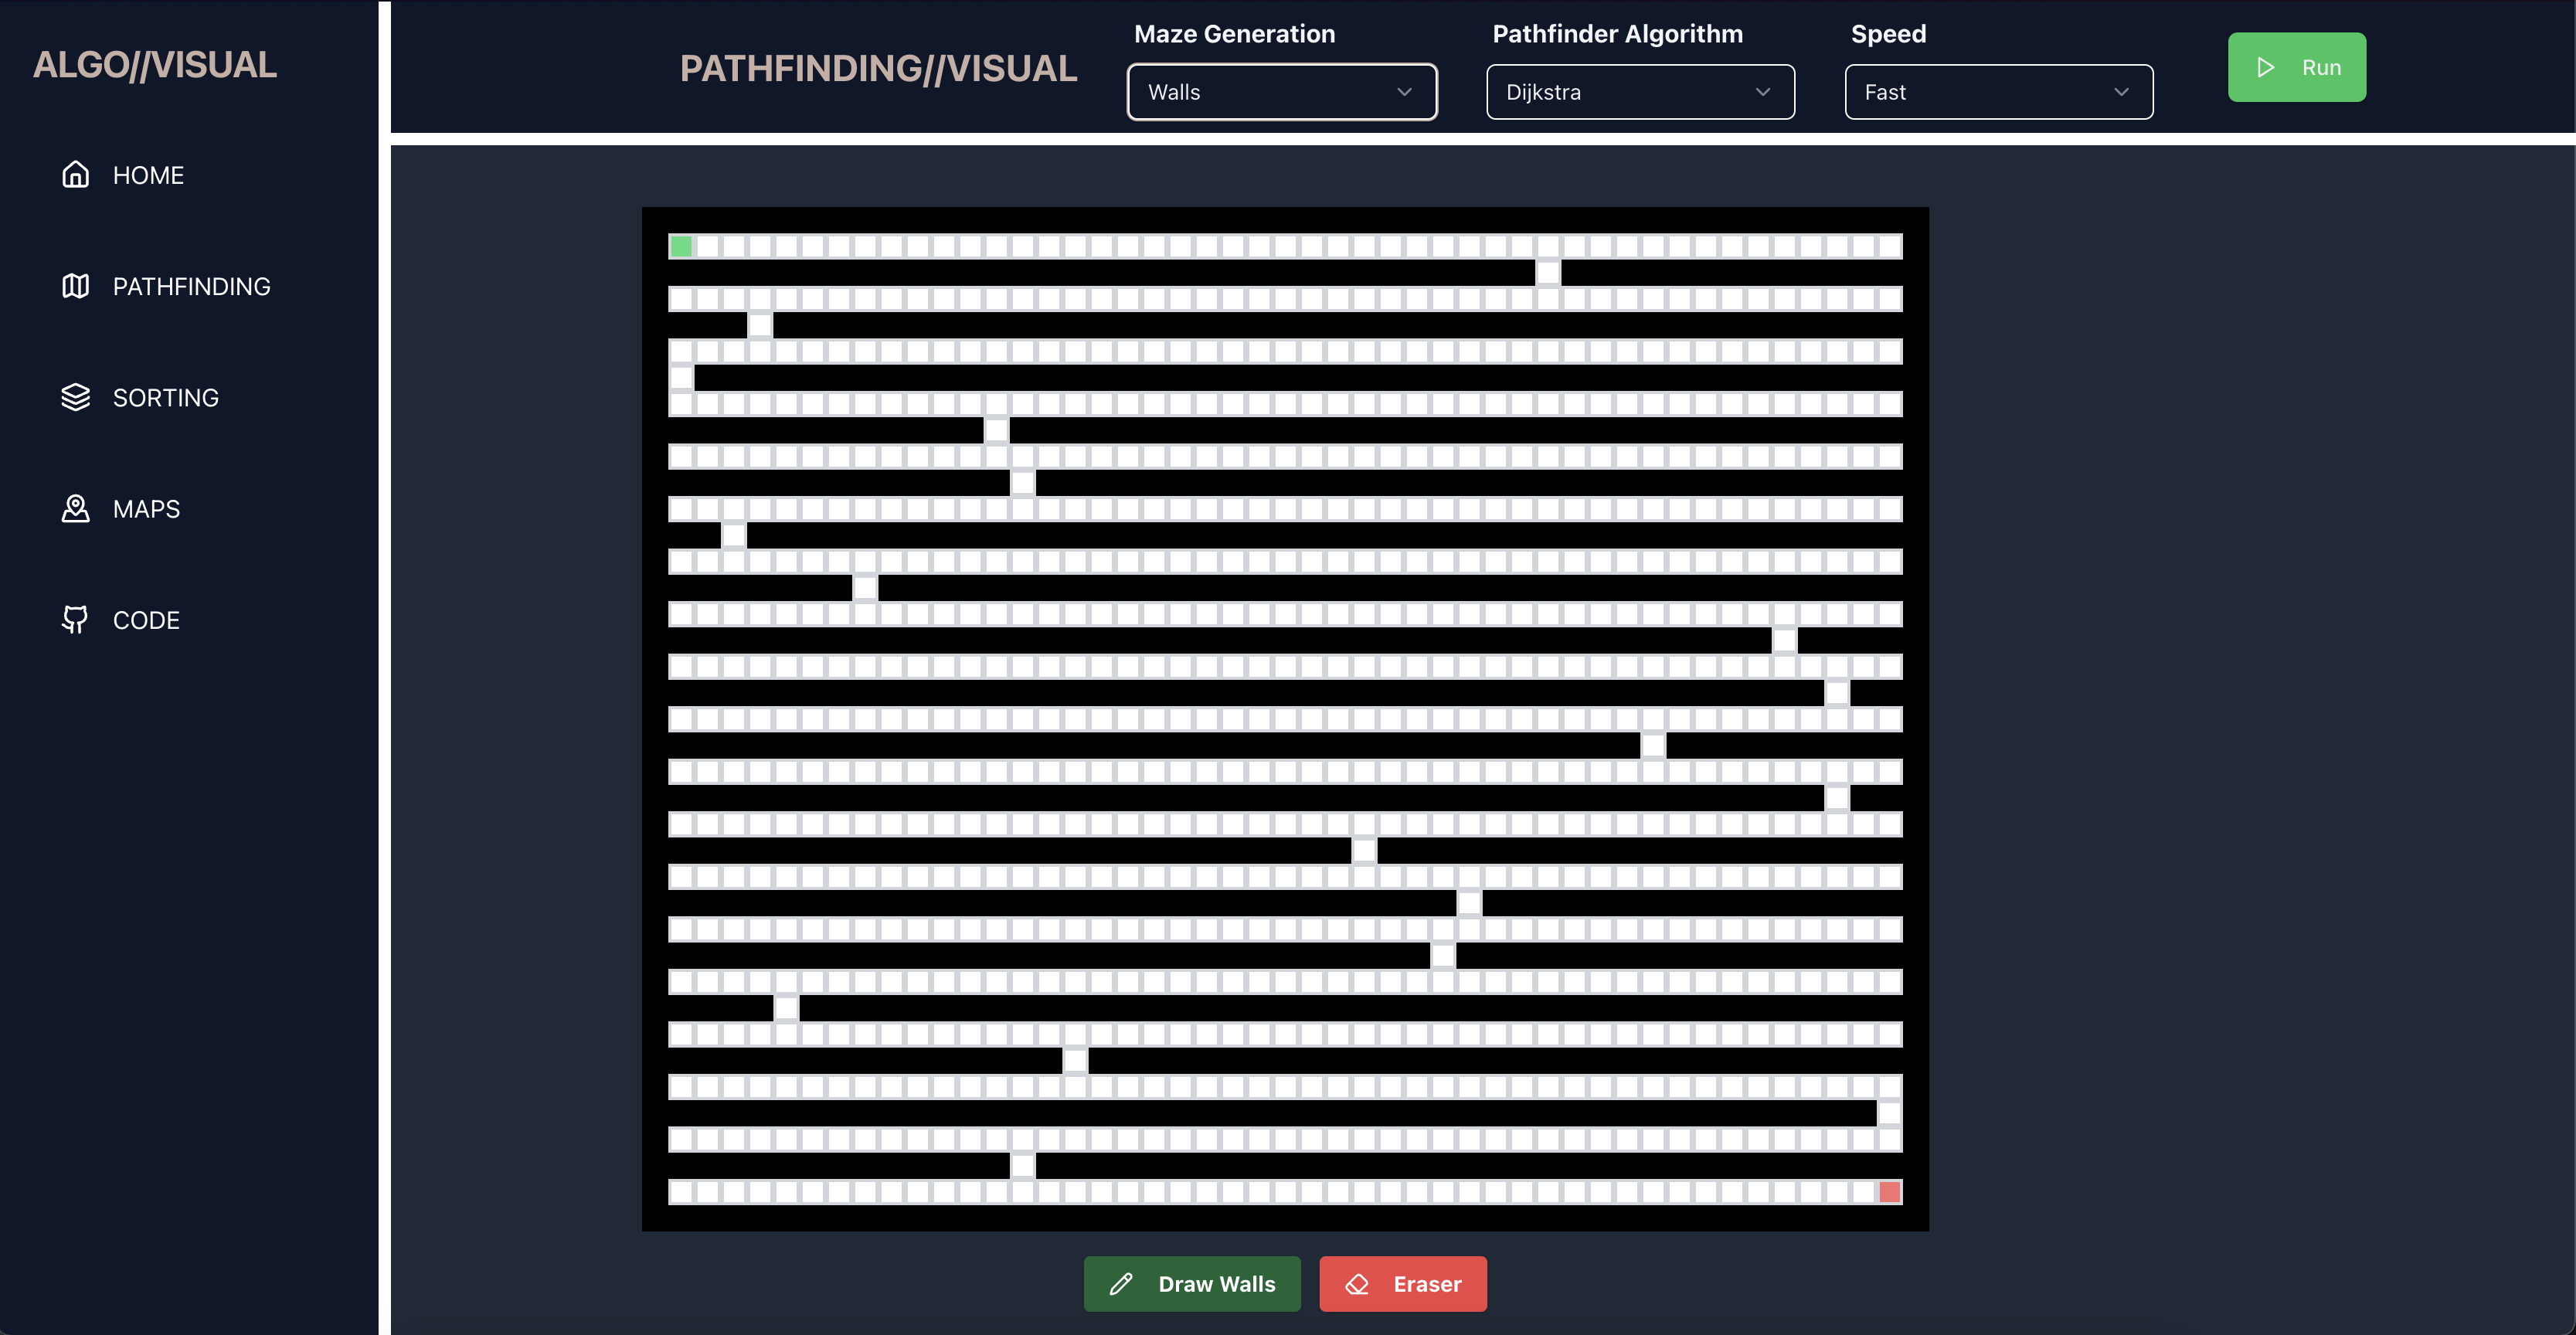 ALGO//VISUAL
HOME
PATHFINDING
SORTING
MAPS
CODE
PATHFINDING//VISUAL
Maze Generation
Walls
Pathfinder Algorithm
Dijkstra
Speed
Fast
Run
Draw Walls
Eraser